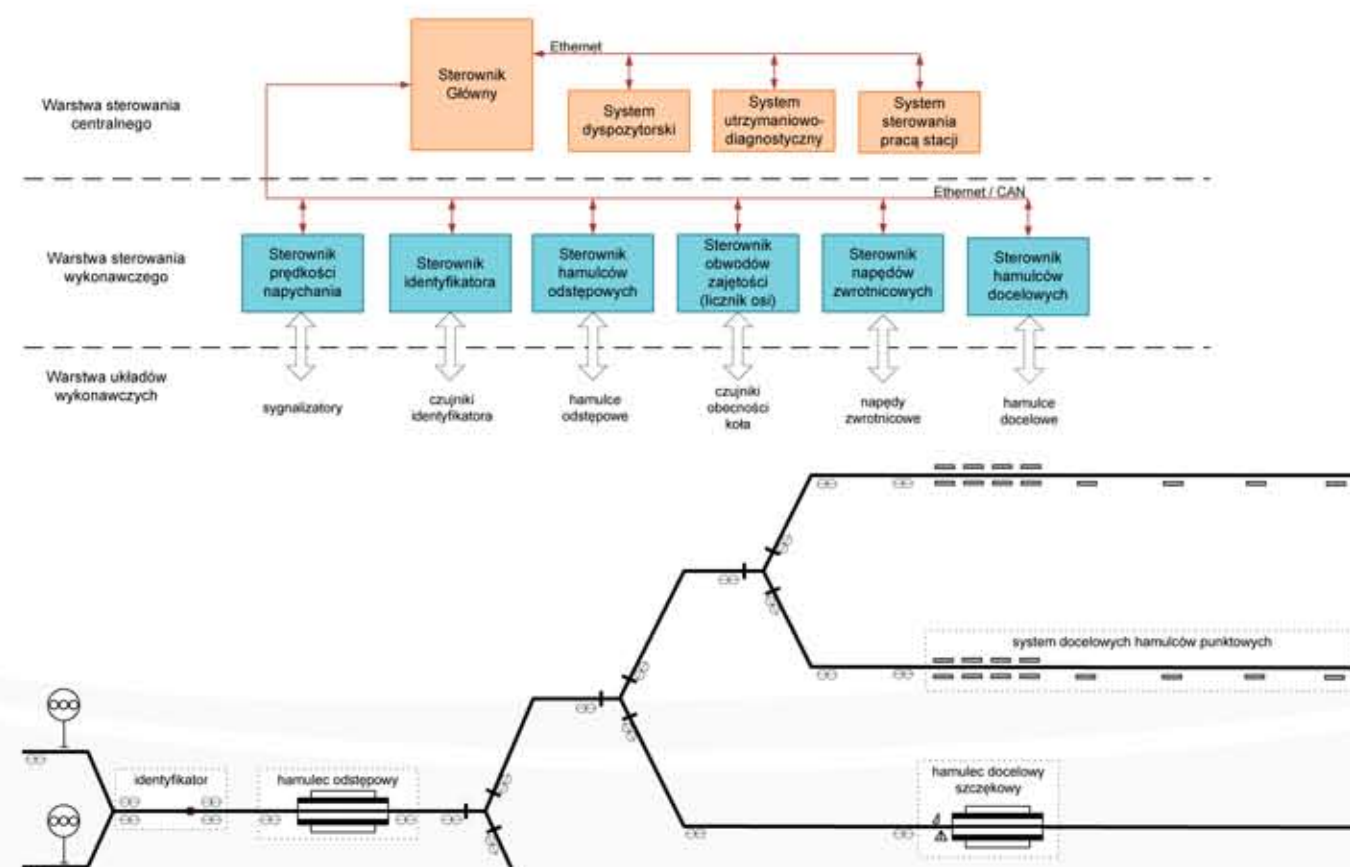 Ethernet
Sterownik
Główny
Warstwa sterowania
centralnego
System
dyspozytorski
System
utrzymaniowo-
diagnostyczny
System
sterowania
pracą stacji
Ethernet / CAN
Warstwa sterowania
wykonawczego
Sterownik
prędkości
napychania
Sterownik
identyfikatora
Sterownik
hamulców
odstępowych
Sterownik
obwodów
zajętości
(licznik osi)
Sterownik
napędów
zwrotnicowych
Sterownik
hamulców
docelowych
Warstwa układów
wykonawczych
sygnalizatory
czujniki
identyfikatora
hamulce
odstępowe
czujniki
obecności
koła
napędy
zwrotnicowe
hamulce
docelowe
system docelowych hamulców punktowych
identyfikator
hamulec odstępowy
hamulec docelowy
szczękowy